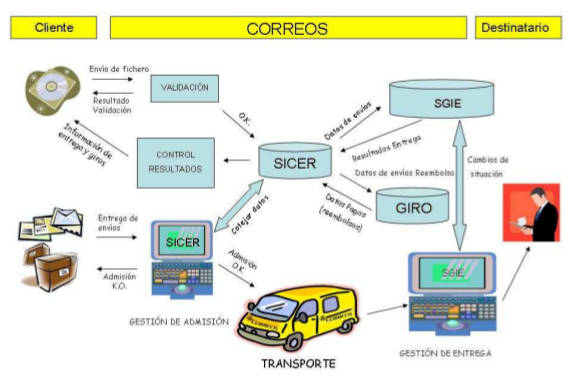 Cliente
CORREOS
Destinatario
Envío de fichero
Resultado
Validación
VALIDACIÓN
O.K.
Datos de envíos
SGIE
Resultados Entrega
Información de
entrega y giros
CONTROL
RESULTADOS
SICER
Datos de envíos Reembolso
Cambios de
situación
Datos Pagos
(reembolsos)
GIRO
Cotejar datos
Entrega de
envíos
SICER
Admisión
O.K.
SGIE
Admisión
K.O.
GESTIÓN DE ADMISIÓN
CORREOS
TRANSPORTE
GESTIÓN DE ENTREGA